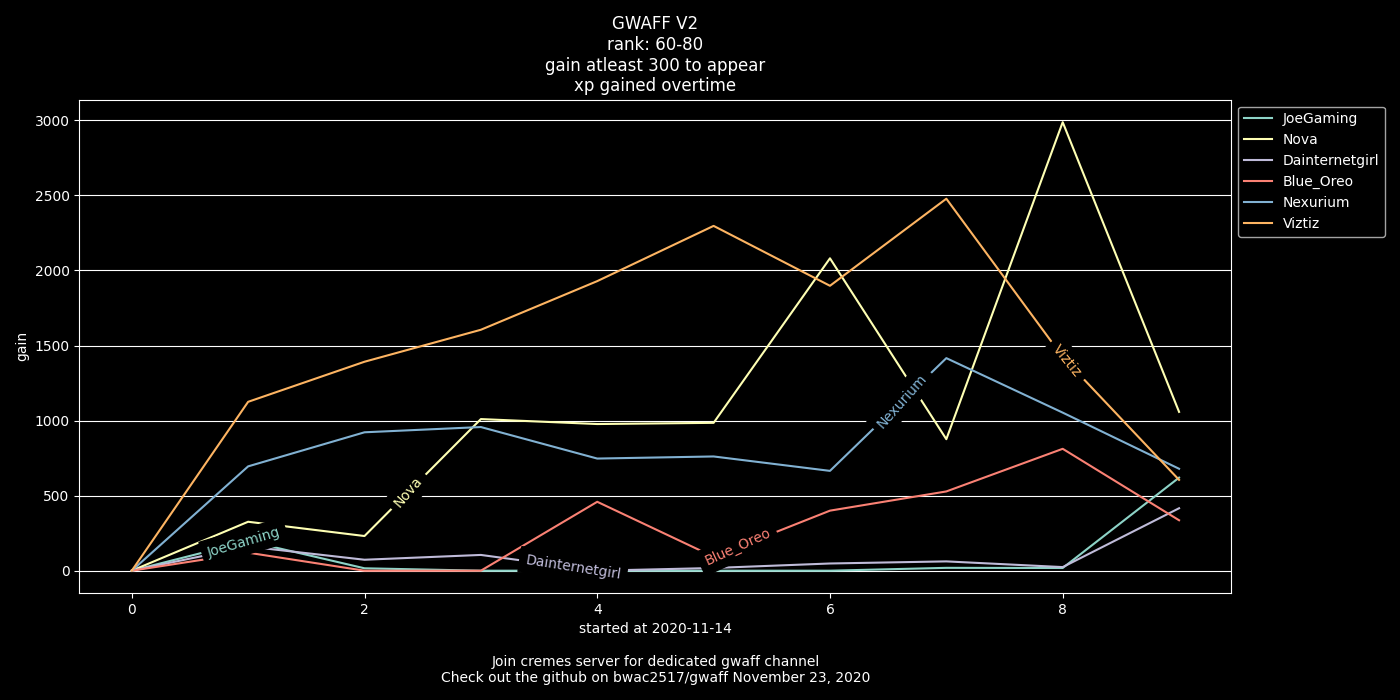 GWAFF V2
rank: 60-80
gain atleast 300 to appear
xp gained overtime
3000
2500
2000
1500
1000
500
0
gain
0 2 4 6 8
started at 2020-11-14
JoeGaming
Nova
Dainternetgirl
Blue_Oreo
Nexurium
Viztiz
JoeGaming
Nova
Dainternetgirl
Blue_Oreo
Nexurium
Viztiz
Join cremes server for dedicated gwaff channel
Check out the github on bwac2517/gwaff November 23, 2020